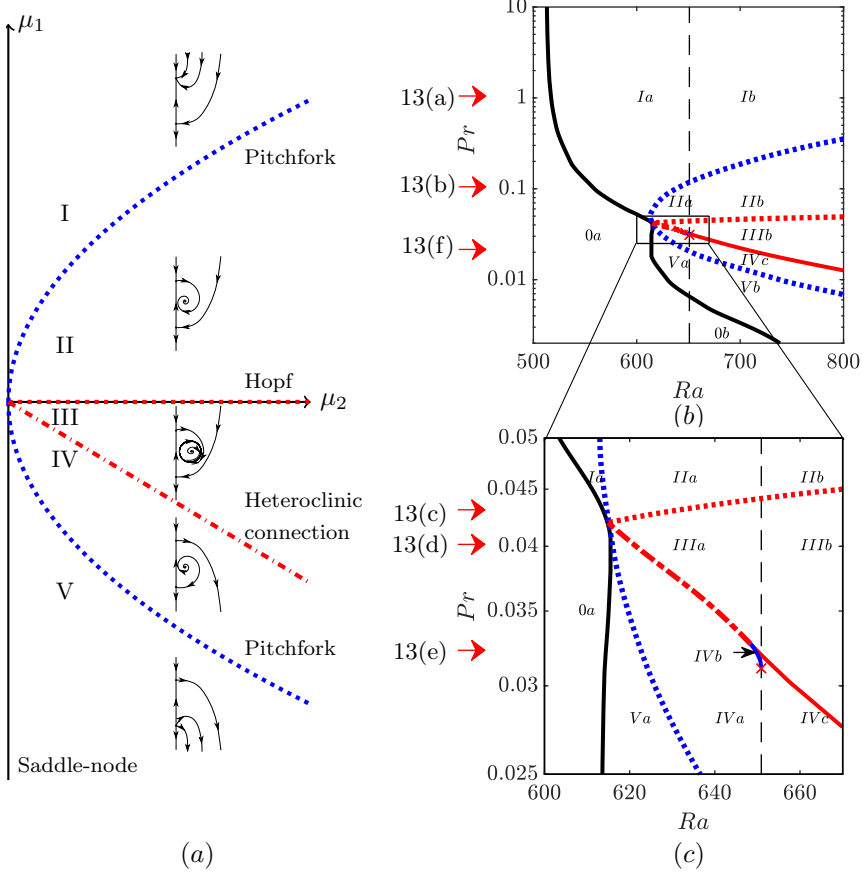 μ₁
I
II
III
IV
V
Pitchfork
Hopf
μ₂
Heteroclinic
connection
Pitchfork
Saddle-node
(a)
13(a)
13(b)
13(f)
Pr
10
1
0.1
0.01
500
600
700
800
Ra
(b)
Ia
Ib
IIa
IIb
0a
IIIb
Va
IVc
Vb
0b
13(c)
13(d)
13(e)
Pr
0.05
0.045
0.04
0.035
0.03
0.025
600
620
640
660
Ra
(c)
Ia
IIa
IIb
IIIa
IIIb
0a
IVb
Va
IVa
IVc